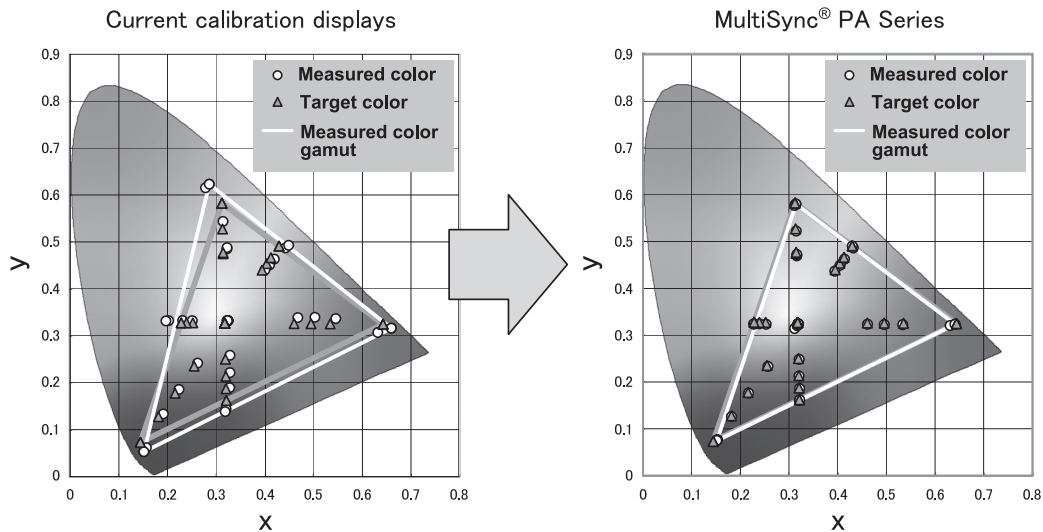 Current calibration displays
MultiSync® PA Series
0.9
0.8
0.7
0.6
0.5
0.4
0.3
0.2
0.1
0
y
Measured color
Target color
Measured color
gamut
0 0.1 0.2 0.3 0.4 0.5 0.6 0.7 0.8
x
0.9
0.8
0.7
0.6
0.5
0.4
0.3
0.2
0.1
0
y
Measured color
Target color
Measured color
gamut
0 0.1 0.2 0.3 0.4 0.5 0.6 0.7 0.8
x